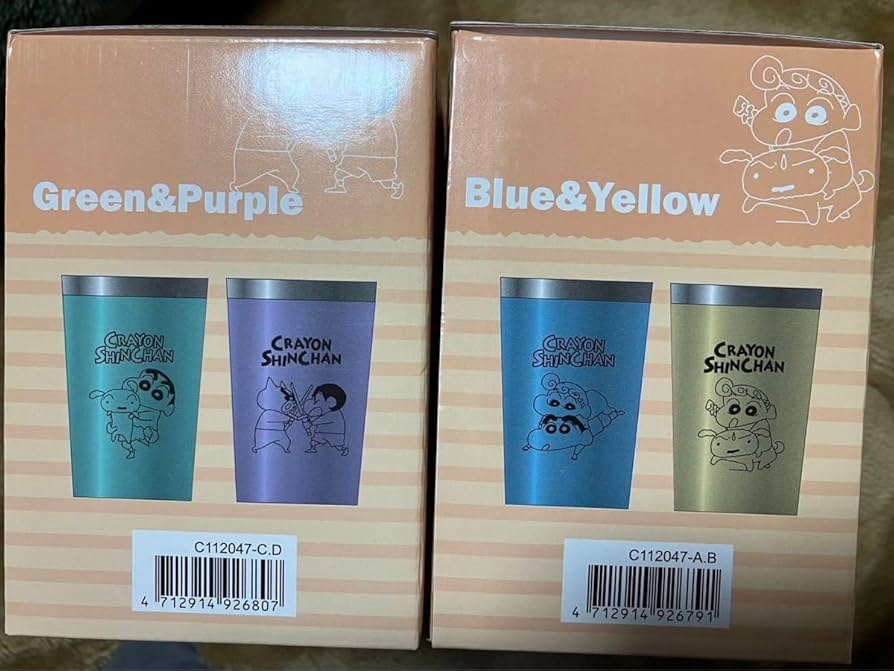 Green&Purple
CRAYON
SHINCHAN
CRAYON
SHINCHAN
C112047-C.D
4 712914 926807
Blue&Yellow
CRAYON
SHINCHAN
CRAYON
SHINCHAN
C112047-A.B
4 712914 926791